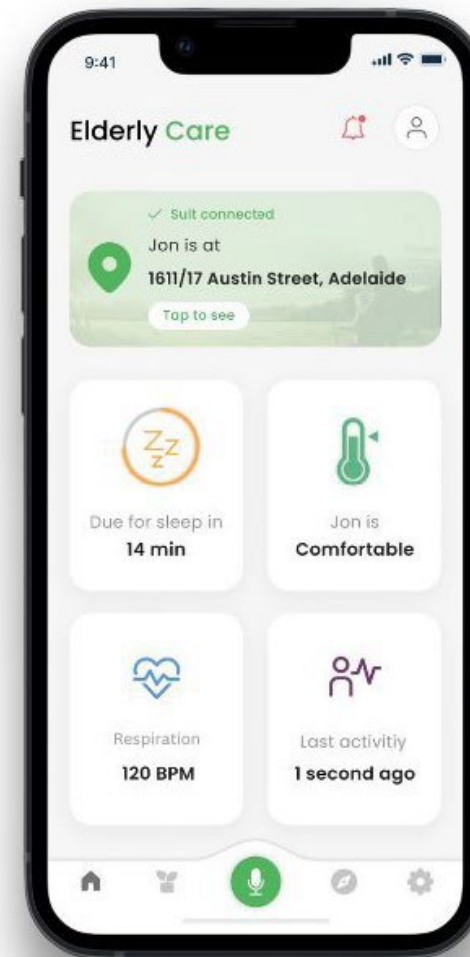 9:41
Elderly Care
✓ Suit connected
Jon is at
1611/17 Austin Street, Adelaide
Tap to see
Zzz
Due for sleep in
14 min
Jon is
Comfortable
Respiration
120 BPM
Last activitiy
1 second ago